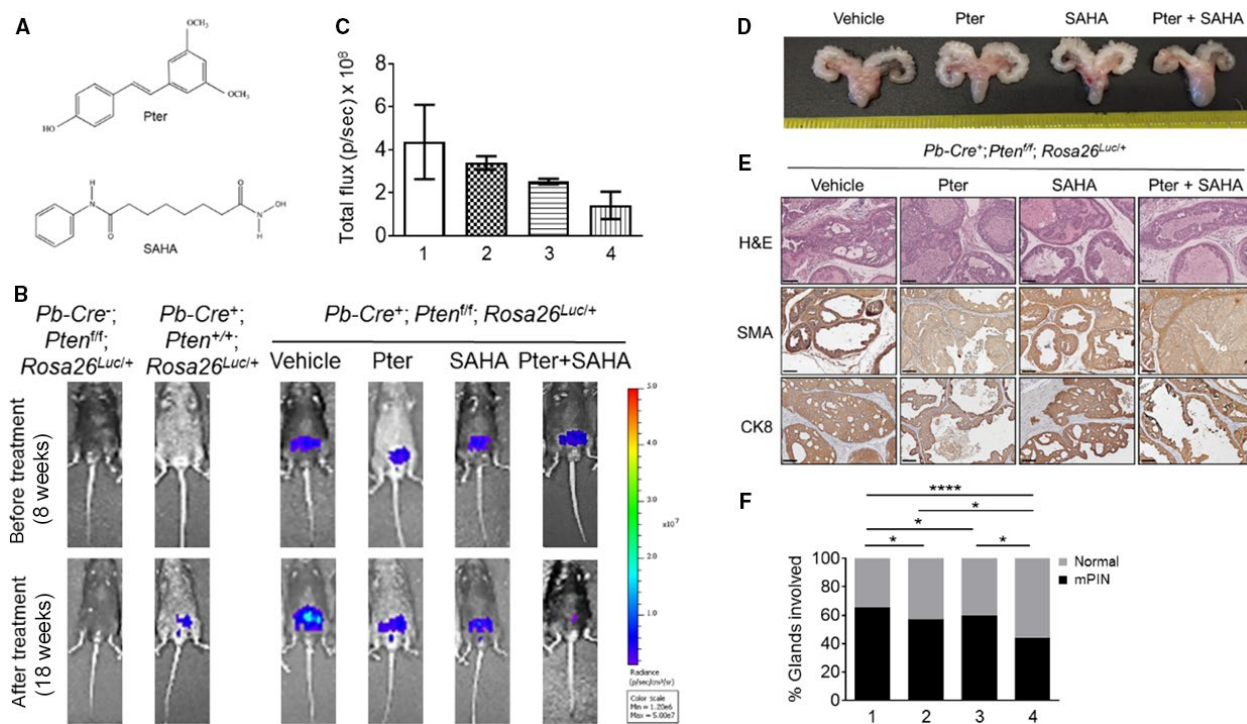 A
OCH₃
OCH₃
HO
Pter
H
N
O
O
N
OH
H
SAHA
B
Pb-Cre⁻;
Ptenᶠ/ᶠ;
Rosa26ᴸᵘᶜ/⁺
Pb-Cre⁺;
Pten⁺/⁺;
Rosa26ᴸᵘᶜ/⁺
Pb-Cre⁺; Ptenᶠ/ᶠ; Rosa26ᴸᵘᶜ/⁺
Vehicle Pter SAHA Pter+SAHA
Before treatment
(8 weeks)
After treatment
(18 weeks)
5.0
4.0
3.0
x10⁷
2.0
1.0
Radiance
(p/sec/cm²/sr)
Color scale
Min = 1.20e6
Max = 5.00e7
C
Total flux (p/sec) x 10⁸
8
6
4
2
0
1 2 3 4
D
Vehicle Pter SAHA Pter + SAHA
E
Pb-Cre⁺;Ptenᶠ/ᶠ; Rosa26ᴸᵘᶜ/⁺
Vehicle Pter SAHA Pter + SAHA
H&E
SMA
CK8
F
****
*
*
* *
% Glands involved
100
80
60
40
20
0
1 2 3 4
Normal
mPIN